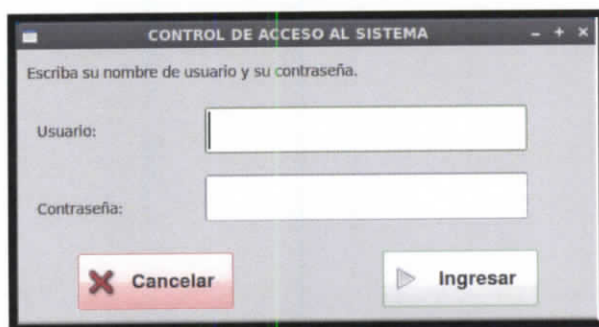 CONTROL DE ACCESO AL SISTEMA
Escriba su nombre de usuario y su contraseña.
Usuario:
Contraseña:
Cancelar
Ingresar